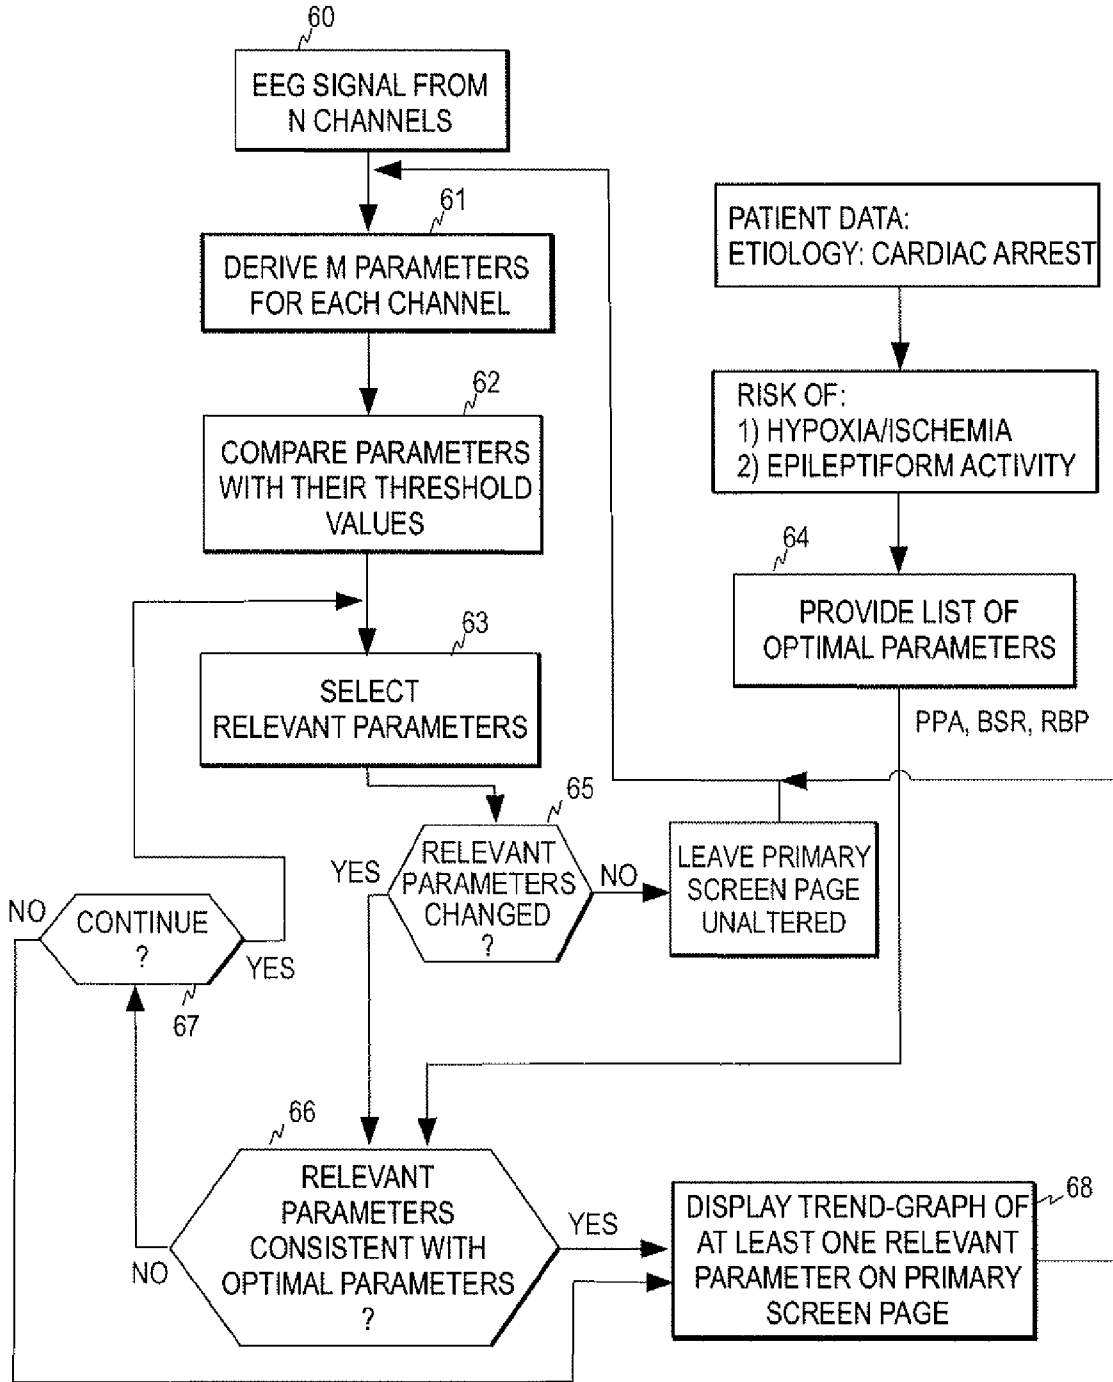 60
EEG SIGNAL FROM
N CHANNELS
61
DERIVE M PARAMETERS
FOR EACH CHANNEL
PATIENT DATA:
ETIOLOGY: CARDIAC ARREST
62
COMPARE PARAMETERS
WITH THEIR THRESHOLD
VALUES
RISK OF:
1) HYPOXIA/ISCHEMIA
2) EPILEPTIFORM ACTIVITY
64
PROVIDE LIST OF
OPTIMAL PARAMETERS
PPA, BSR, RBP
63
SELECT
RELEVANT PARAMETERS
65
RELEVANT
PARAMETERS
CHANGED
?
YES
NO
LEAVE PRIMARY
SCREEN PAGE
UNALTERED
NO
CONTINUE
?
YES
67
66
RELEVANT
PARAMETERS
CONSISTENT WITH
OPTIMAL PARAMETERS
?
NO
YES
68
DISPLAY TREND-GRAPH OF
AT LEAST ONE RELEVANT
PARAMETER ON PRIMARY
SCREEN PAGE